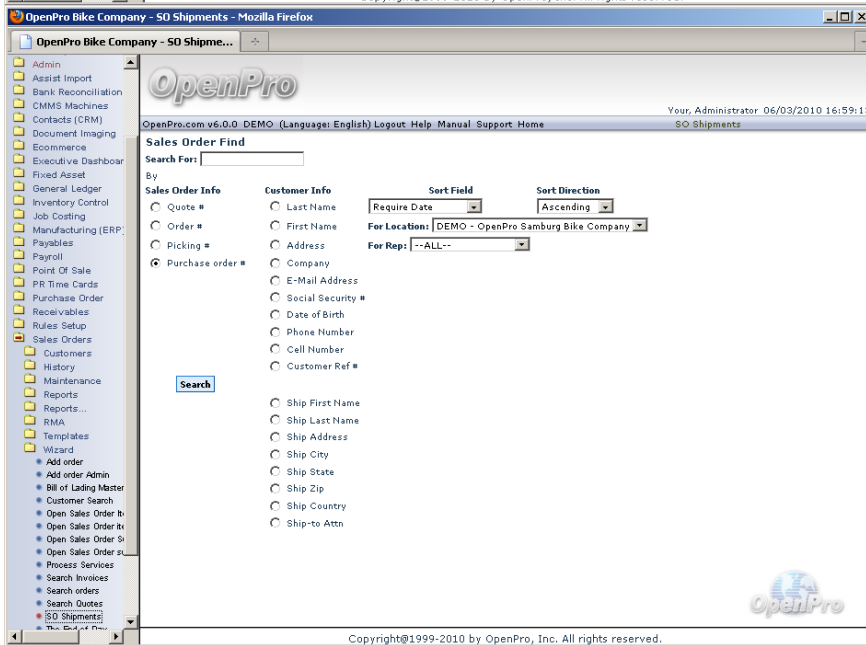 OpenPro Bike Company - SO Shipments - Mozilla Firefox
OpenPro Bike Company - SO Shipme...
Admin
Assist Import
Bank Reconciliation
CMMS Machines
Contacts (CRM)
Document Imaging
Ecommerce
Executive Dashboar
Fixed Asset
General Ledger
Inventory Control
Job Costing
Manufacturing (ERP)
Payables
Payroll
Point Of Sale
PR Time Cards
Purchase Order
Receivables
Rules Setup
Sales Orders
Customers
History
Maintenance
Reports
Reports...
RMA
Templates
Wizard
Add order
Add order Admin
Bill of Lading Master
Customer Search
Open Sales Order It
Open Sales Order ite
Open Sales Order S
Open Sales Order su
Process Services
Search Invoices
Search orders
Search Quotes
SO Shipments
The End of Day
OpenPro
Your, Administrator 06/03/2010 16:59:1
OpenPro.com v6.0.0 DEMO (Language: English) Logout Help Manual Support Home SO Shipments
Sales Order Find
Search For:
By
Sales Order Info Customer Info Sort Field Sort Direction
Quote # Last Name Require Date Ascending
Order # First Name For Location: DEMO - OpenPro Samburg Bike Company
Picking # Address For Rep: --ALL--
Purchase order # Company
E-Mail Address
Social Security #
Date of Birth
Phone Number
Cell Number
Customer Ref #
Search
Ship First Name
Ship Last Name
Ship Address
Ship City
Ship State
Ship Zip
Ship Country
Ship-to Attn
OpenPro
Copyright@1999-2010 by OpenPro, Inc. All rights reserved.